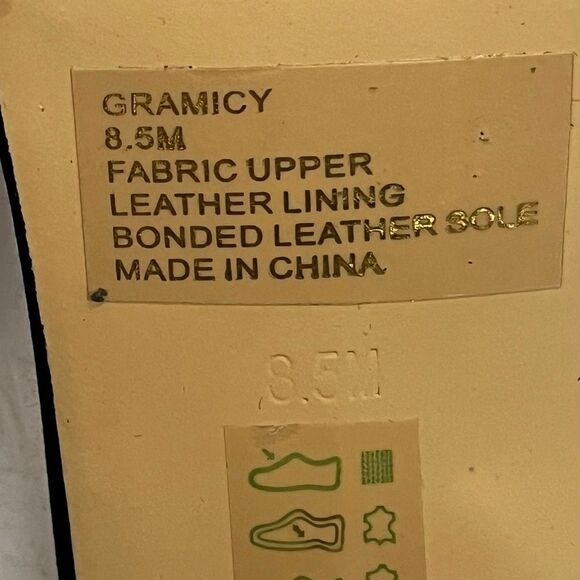 GRAMICY
8.5M
FABRIC UPPER
LEATHER LINING
BONDED LEATHER SOLE
MADE IN CHINA
8.5M